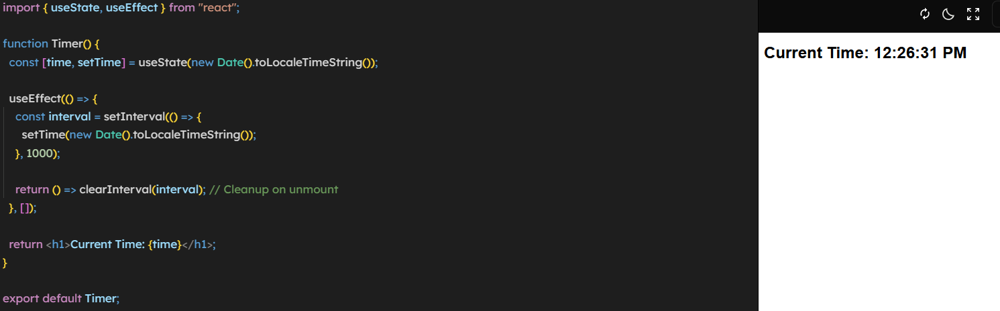 import { useState, useEffect } from "react";
function Timer() {
const [time, setTime] = useState(new Date().toLocaleTimeString());
useEffect(() => {
const interval = setInterval(() => {
setTime(new Date().toLocaleTimeString());
}, 1000);
return () => clearInterval(interval); // Cleanup on unmount
}, []);
return <h1>Current Time: {time}</h1>;
}
export default Timer;
Current Time: 12:26:31 PM